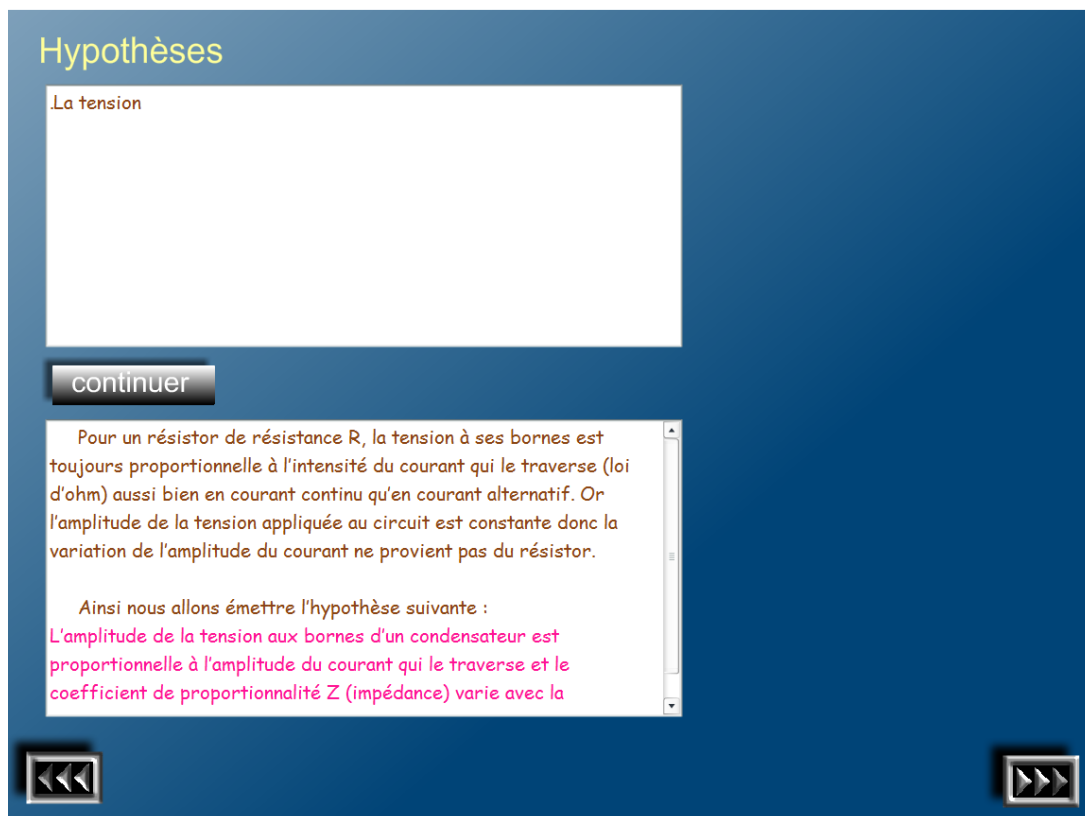 Hypothèses
.La tension
continuer
Pour un résistor de résistance R, la tension à ses bornes est
toujours proportionnelle à l'intensité du courant qui le traverse (loi
d'ohm) aussi bien en courant continu qu'en courant alternatif. Or
l'amplitude de la tension appliquée au circuit est constante donc la
variation de l'amplitude du courant ne provient pas du résistor.
Ainsi nous allons émettre l'hypothèse suivante :
L'amplitude de la tension aux bornes d'un condensateur est
proportionnelle à l'amplitude du courant qui le traverse et le
coefficient de proportionnalité Z (impédance) varie avec la